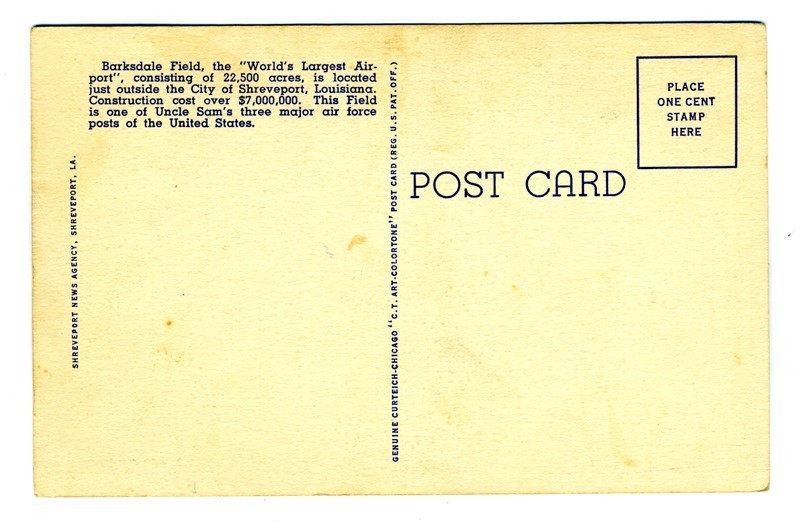 Barksdale Field, the "World's Largest Air-
port", consisting of 22,500 acres, is located
just outside the City of Shreveport, Louisiana.
Construction cost over $7,000,000. This Field
is one of Uncle Sam's three major air force
posts of the United States.
SHREVEPORT NEWS AGENCY, SHREVEPORT, LA.
GENUINE CURTEICH-CHICAGO "C.T. ART-COLORTONE" POST CARD (REG. U.S. PAT. OFF.)
POST CARD
PLACE
ONE CENT
STAMP
HERE